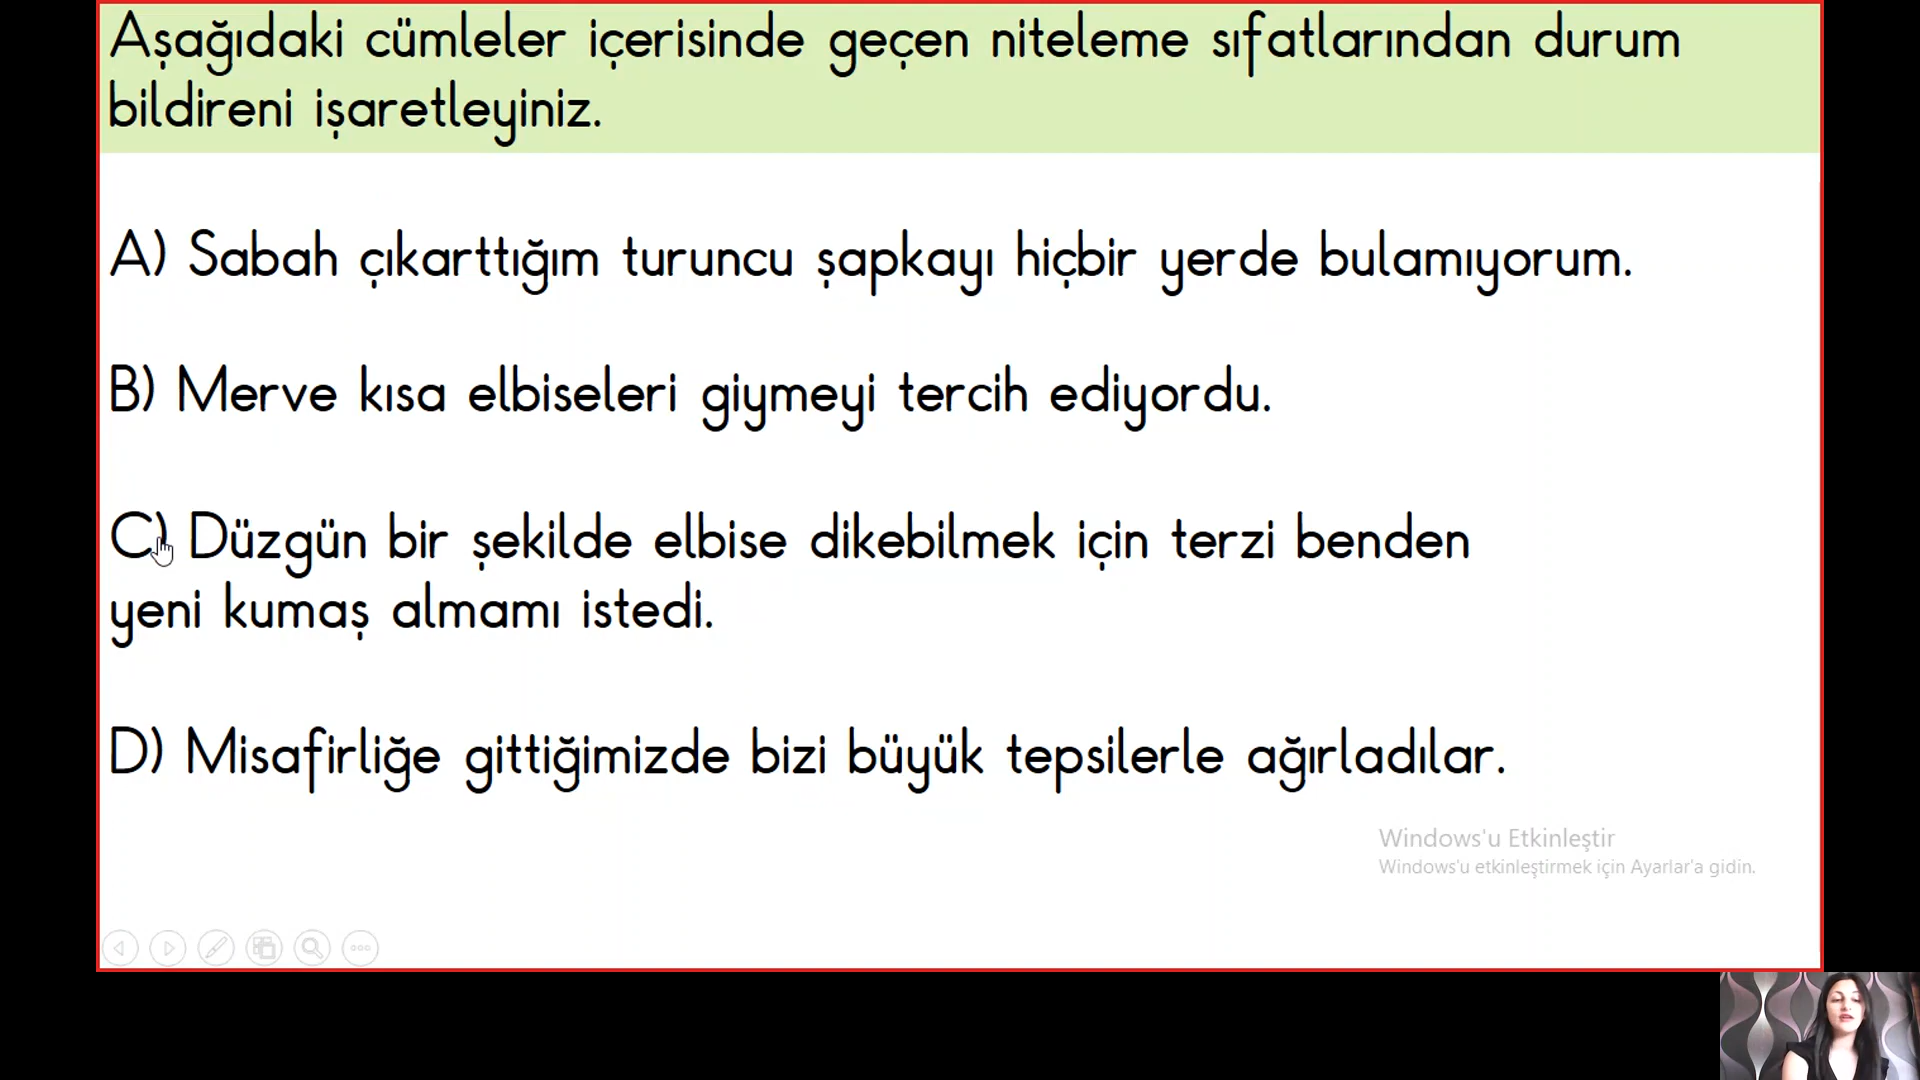 Aşağıdaki cümleler içerisinde geçen niteleme sıfatlarından durum
bildireni işaretleyiniz.
A) Sabah çıkarttığım turuncu şapkayı hiçbir yerde bulamıyorum.
B) Merve kısa elbiseleri giymeyi tercih ediyordu.
C) Düzgün bir şekilde elbise dikebilmek için terzi benden
yeni kumaş almamı istedi.
D) Misafirliğe gittiğimizde bizi büyük tepsilerle ağırladılar.
Windows'u Etkinleştir
Windows'u etkinleştirmek için Ayarlar'a gidin.